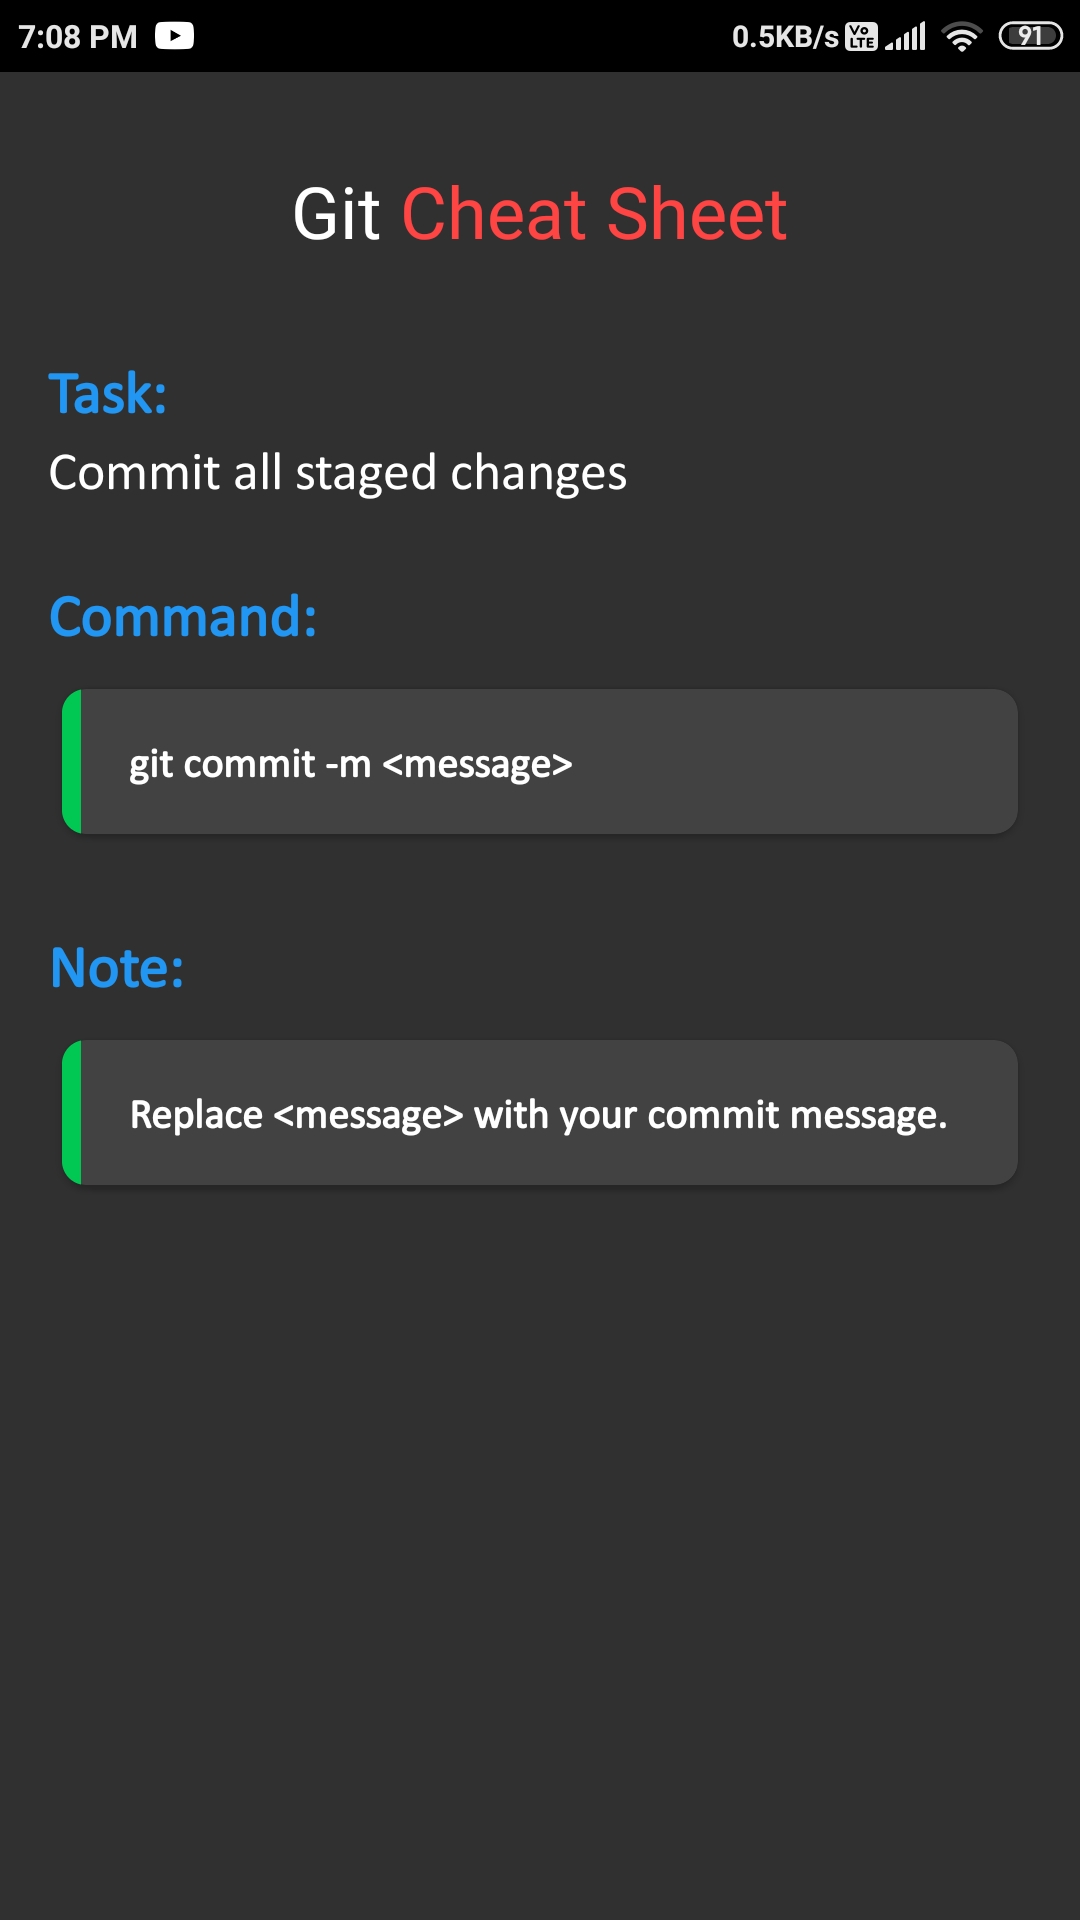 7:08 PM 0.5KB/s Vo LTE 91
Git Cheat Sheet
Task:
Commit all staged changes
Command:
git commit -m <message>
Note:
Replace <message> with your commit message.